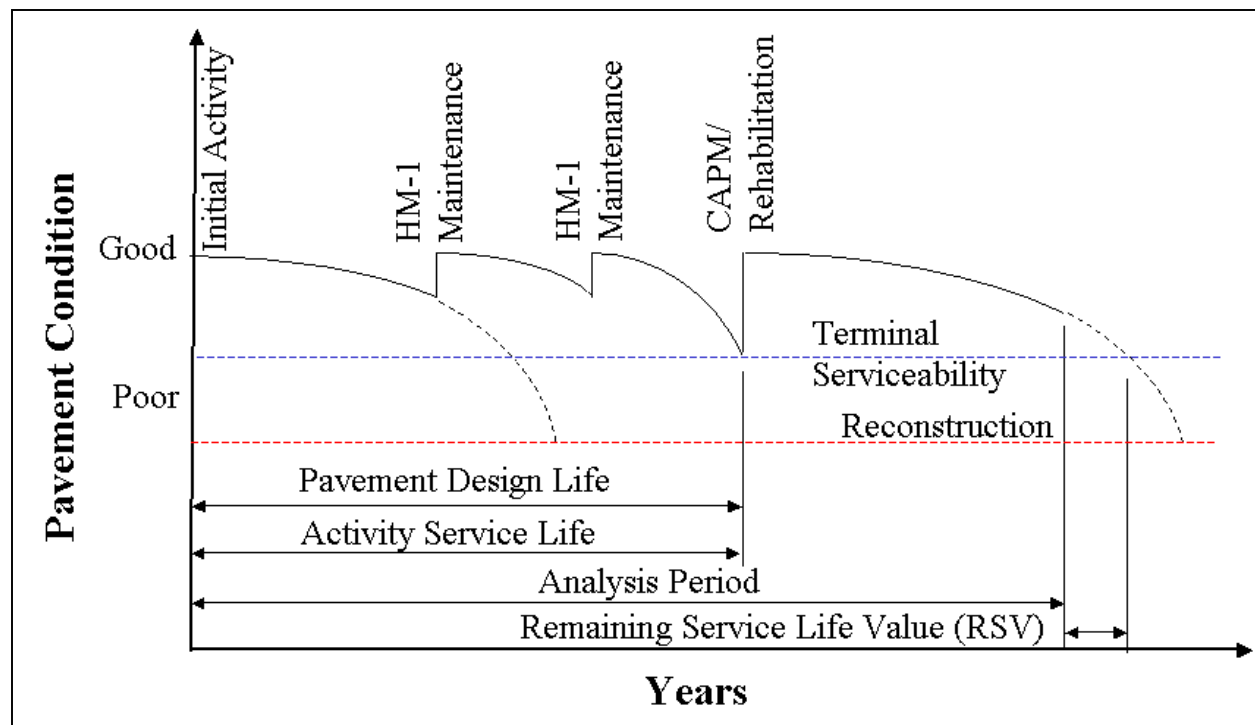 Initial Activity
HM-1
Maintenance
HM-1
Maintenance
CAPM/
Rehabilitation
Pavement Condition
Good
Poor
Terminal
Serviceability
Reconstruction
Pavement Design Life
Activity Service Life
Analysis Period
Remaining Service Life Value (RSV)
Years